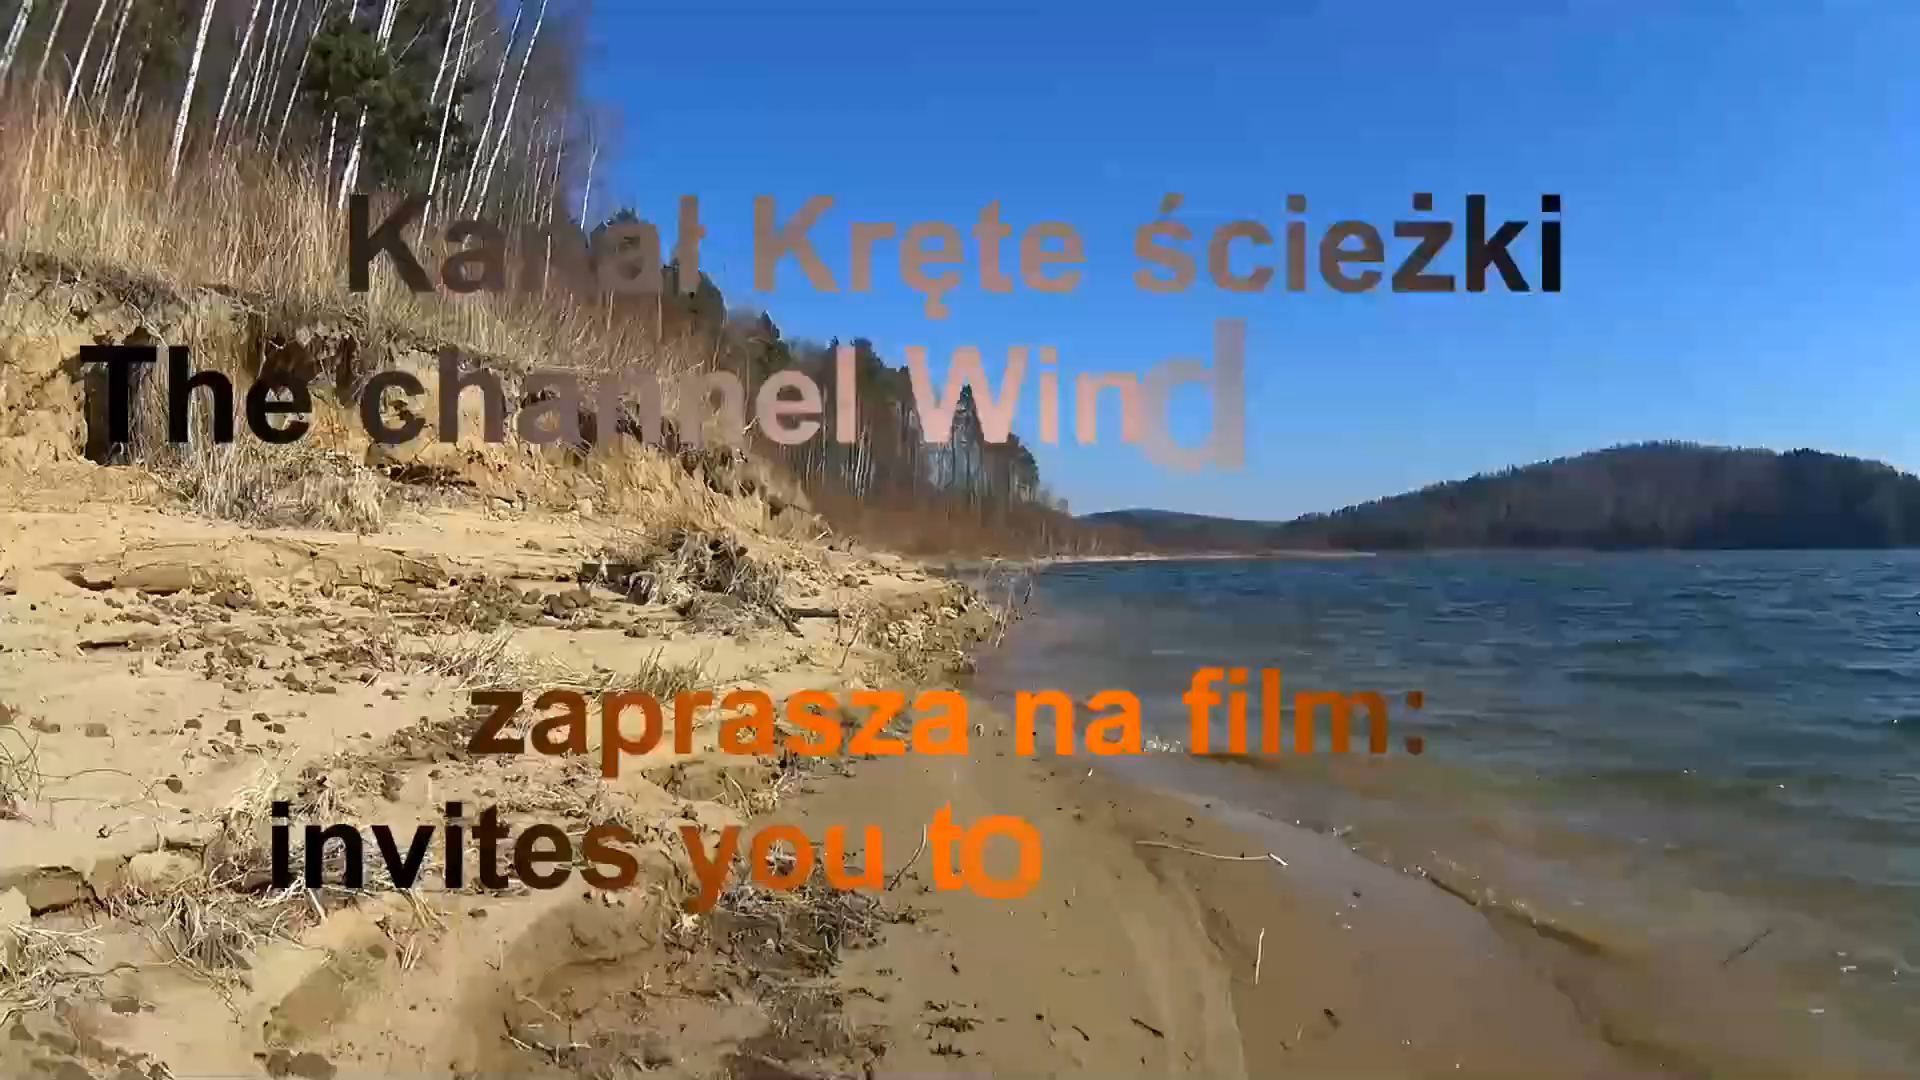 Kanał Kręte ścieżki
The channel Wind
zaprasza na film:
invites you to